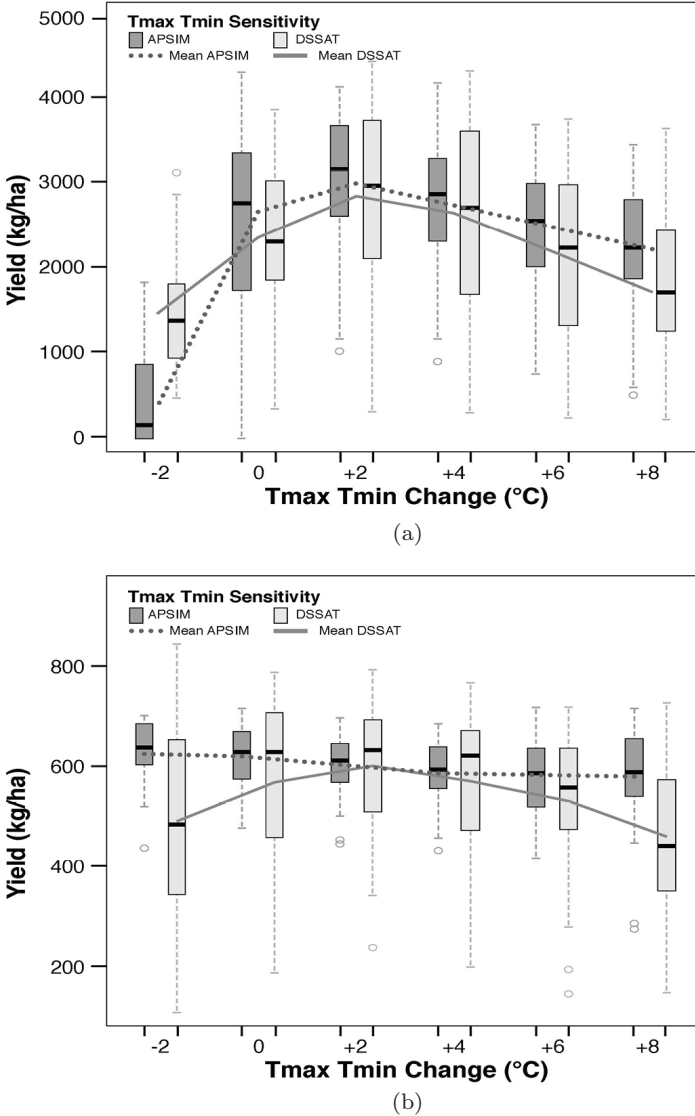 Tmax Tmin Sensitivity
APSIM DSSAT
Mean APSIM Mean DSSAT
5000
4000
3000
2000
1000
0
Yield (kg/ha)
-2 0 +2 +4 +6 +8
Tmax Tmin Change (°C)
(a)
Tmax Tmin Sensitivity
APSIM DSSAT
Mean APSIM Mean DSSAT
800
600
400
200
Yield (kg/ha)
-2 0 +2 +4 +6 +8
Tmax Tmin Change (°C)
(b)